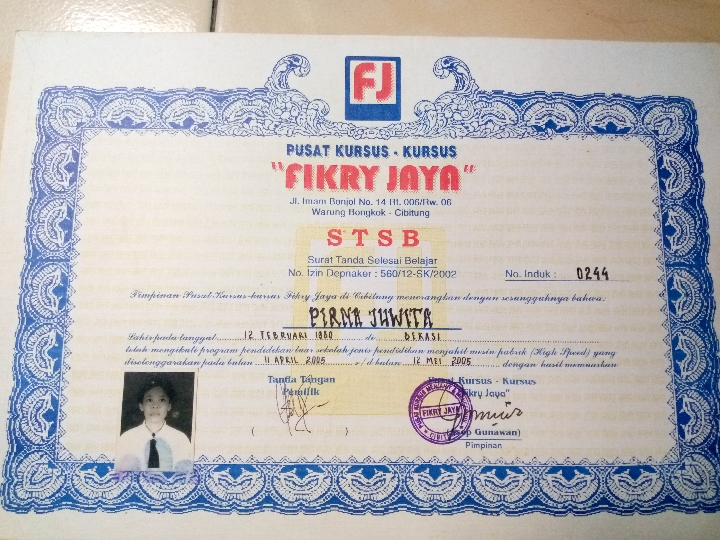 FJ
PUSAT KURSUS - KURSUS
"FIKRY JAYA"
Jl. Imam Bonjol No. 14 Rt. 006/Rw. 06
Warung Bongkok - Cibitung
STSB
Surat Tanda Selesai Belajar
No. Izin Depnaker : 560/12-SK/2002
No. Induk : 0244
Pimpinan Pusat Kursus-kursus Fikry Jaya di Cibitung menerangkan dengan sesungguhnya bahwa:
PIRNA JUWITA
Lahir pada tanggal 12 FEBRUARI 1980 di BEKASI
telah mengikuti program pendidikan luar sekolah jenis pendidikan menjahit mesin pabrik (High Speed) yang
diselenggarakan pada bulan 11 APRIL 2005 s/d bulan 12 MEI 2005 dengan hasil memuaskan
Tanda Tangan
Pemilik
( )
Kursus - Kursus
"Fikry Jaya"
FIKRY JAYA
CIBITUNG
Gunawan)
Pimpinan